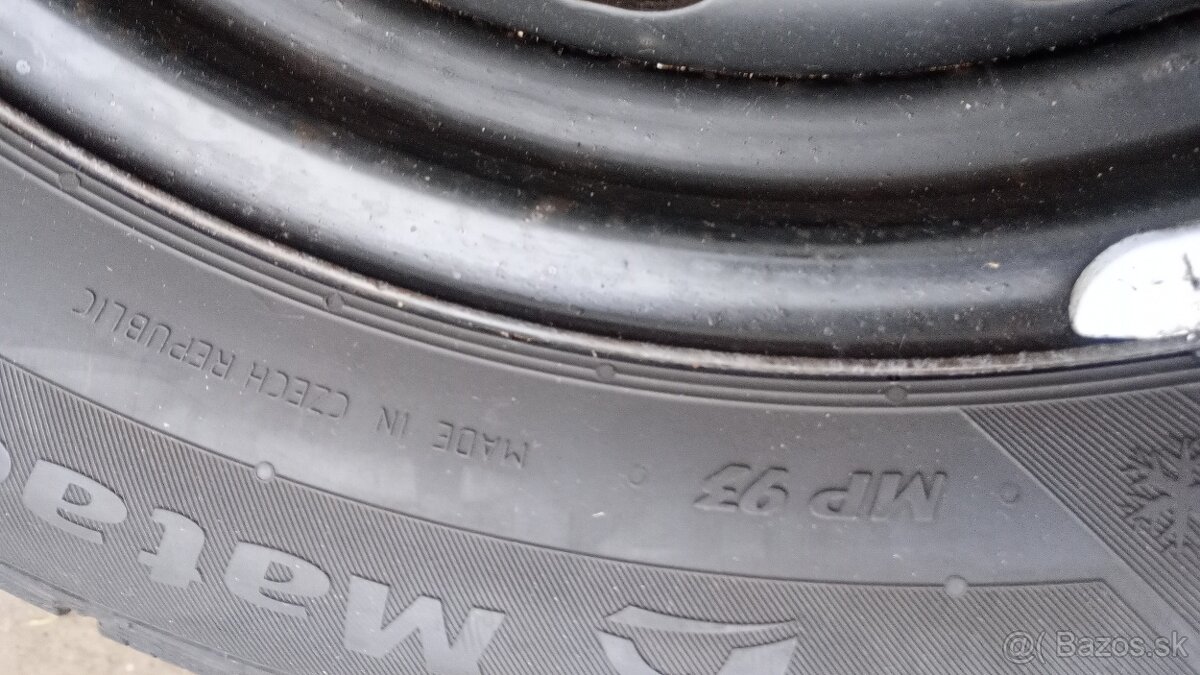 MP 93
MADE IN CZECH REPUBLIC
Mata
Bazos.sk